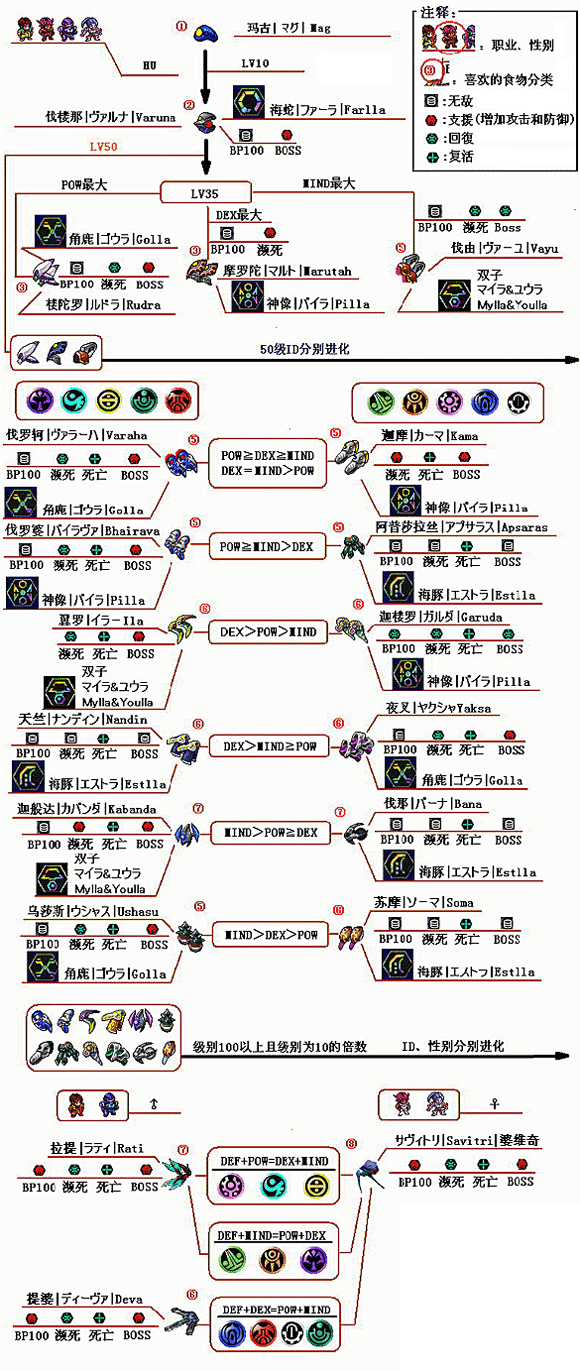 注释：
：职业、性别
③：喜欢的食物分类
:无敌
:支援(增加攻击和防御)
:回復
:复活
①
玛古|マグ|Mag
HU
LV10
②
伐楼那|ヴァルナ|Varuna
海蛇|ファーラ|Farlla
BP100 BOSS
LV50
POW最大
LV35
MIND最大
DEX最大
BP100 濒死
BP100 濒死 Boss
角鹿|ゴウラ|Golla
③
BP100 濒死 BOSS
楼陀罗|ルドラ|Rudra
③
摩罗陀|マルト|Marutah
神像|パイラ|Pilla
伐由|ヴァーユ|Vayu
双子
マイラ&ユウラ
Mylla&Youlla
50级ID分别进化
伐罗轲|ヴァラーハ|Varaha
⑤
BP100 濒死 死亡 BOSS
角鹿|ゴウラ|Golla
POW≧DEX≧MIND
DEX=MIND>POW
⑤
迦摩|カーマ|Kama
濒死 死亡 BOSS
神像|パイラ|Pilla
伐罗婆|バイラヴァ|Bhairava
⑤
BP100 濒死 死亡 BOSS
神像|パイラ|Pilla
POW≧MIND>DEX
⑤
阿普莎拉丝|アプサラス|Apsaras
BP100 濒死 死亡 BOSS
海豚|エストラ|Estlla
翼罗|イラー|Ila
⑥
濒死 死亡 BOSS
双子
マイラ&ユウラ
Mylla&Youlla
DEX>POW>MIND
⑥
迦楼罗|ガルダ|Garuda
BP100 濒死 死亡 BOSS
神像|パイラ|Pilla
天竺|ナンディン|Nandin
⑥
BP100 濒死 死亡 BOSS
海豚|エストラ|Estlla
DEX>MIND≧POW
⑥
夜叉|ヤクシャYaksa
BP100 濒死 死亡 BOSS
角鹿|ゴウラ|Golla
迦般达|カバンダ|Kabanda
⑦
BP100 濒死 死亡 BOSS
双子
マイラ&ユウラ
Mylla&Youlla
MIND>POW≧DEX
⑦
伐那|バーナ|Bana
BP100 濒死 死亡 BOSS
海豚|エストラ|Estlla
乌莎斯|ウシャス|Ushasu
⑤
BP100 濒死 死亡 BOSS
角鹿|ゴウラ|Golla
MIND>DEX>POW
⑥
苏摩|ソーマ|Soma
BP100 濒死 死亡 BOSS
海豚|エストラ|Estlla
级别100以上且级别为10的倍数
ID、性别分别进化
♂
♀
拉提|ラティ|Rati
⑦
BP100 濒死 死亡 BOSS
DEF+POW=DEX+MIND
⑧
サヴィトリ|Savitri|婆维奇
BP100 濒死 死亡 BOSS
DEF+MIND=POW+DEX
提婆|ディーヴァ|Deva
⑥
BP100 濒死 死亡 BOSS
DEF+DEX=POW+MIND